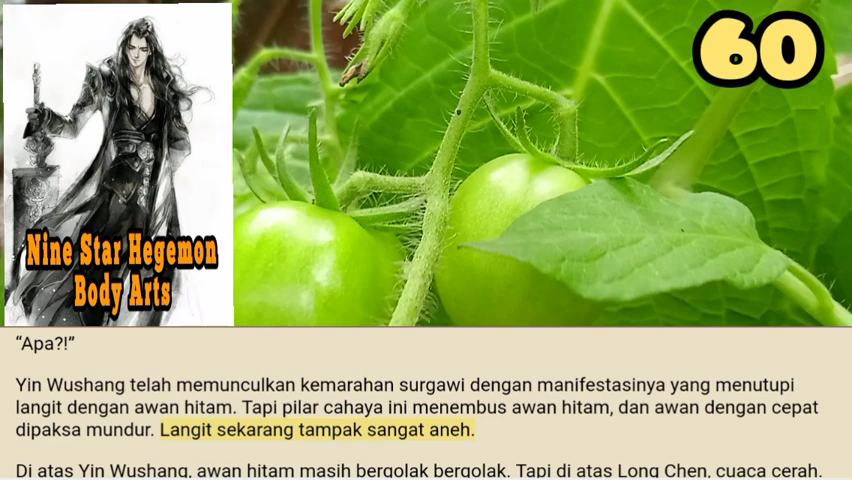 60
Nine Star Hegemon
Body Arts
“Apa?!”
Yin Wushang telah memunculkan kemarahan surgawi dengan manifestasinya yang menutupi
langit dengan awan hitam. Tapi pilar cahaya ini menembus awan hitam, dan awan dengan cepat
dipaksa mundur. Langit sekarang tampak sangat aneh.
Di atas Yin Wushang, awan hitam masih bergolak bergolak. Tapi di atas Long Chen, cuaca cerah.